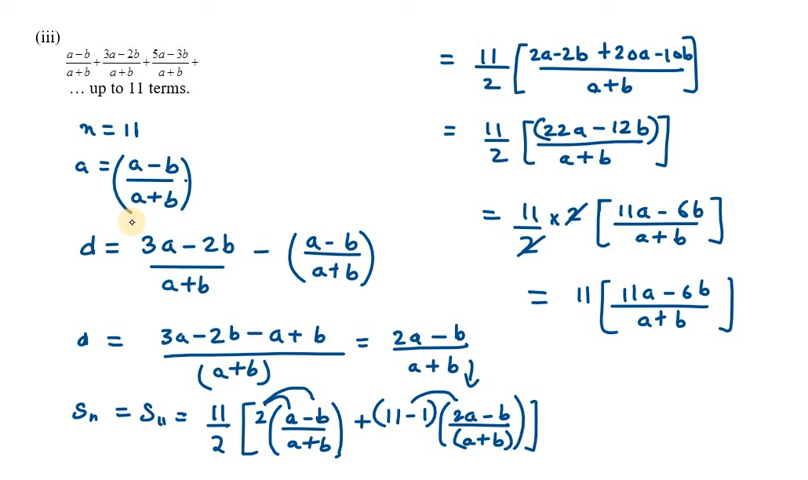 (iii)
(a−b)/(a+b) + (3a−2b)/(a+b) + (5a−3b)/(a+b) +
… up to 11 terms.
n = 11
a = ((a−b)/(a+b))
d = (3a−2b)/(a+b) − ((a−b)/(a+b))
d = (3a−2b−a+b)/(a+b) = (2a−b)/(a+b)
Sn = S11 = 11/2 [2((a−b)/(a+b)) + (11−1)((2a−b)/(a+b))]
= 11/2 [(2a−2b+20a−10b)/(a+b)]
= 11/2 [(22a−12b)/(a+b)]
= 11/2 × 2 [(11a−6b)/(a+b)]
= 11 [(11a−6b)/(a+b)]